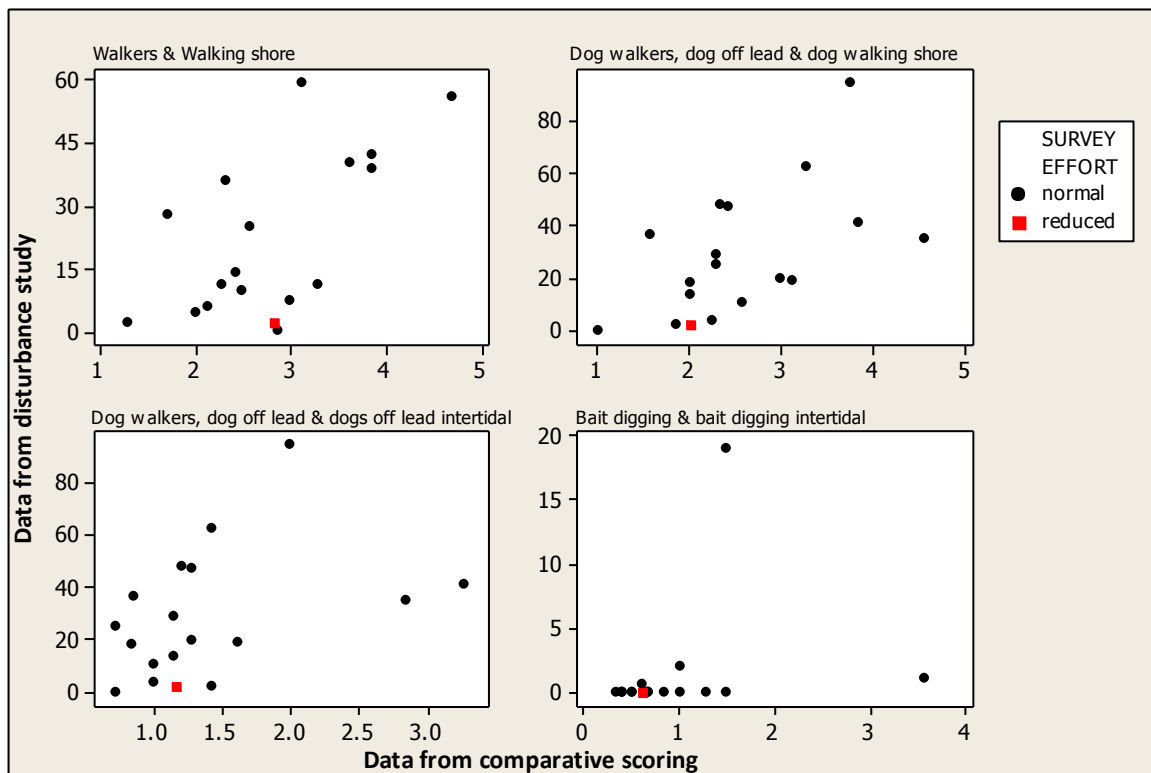 Walkers & Walking shore
60
45
30
15
0
1 2 3 4 5
Dog walkers, dog off lead & dog walking shore
80
60
40
20
0
1 2 3 4 5
SURVEY
EFFORT
normal
reduced
Dog walkers, dog off lead & dogs off lead intertidal
80
60
40
20
0
1.0 1.5 2.0 2.5 3.0
Bait digging & bait digging intertidal
20
15
10
5
0
0 1 2 3 4
Data from disturbance study
Data from comparative scoring